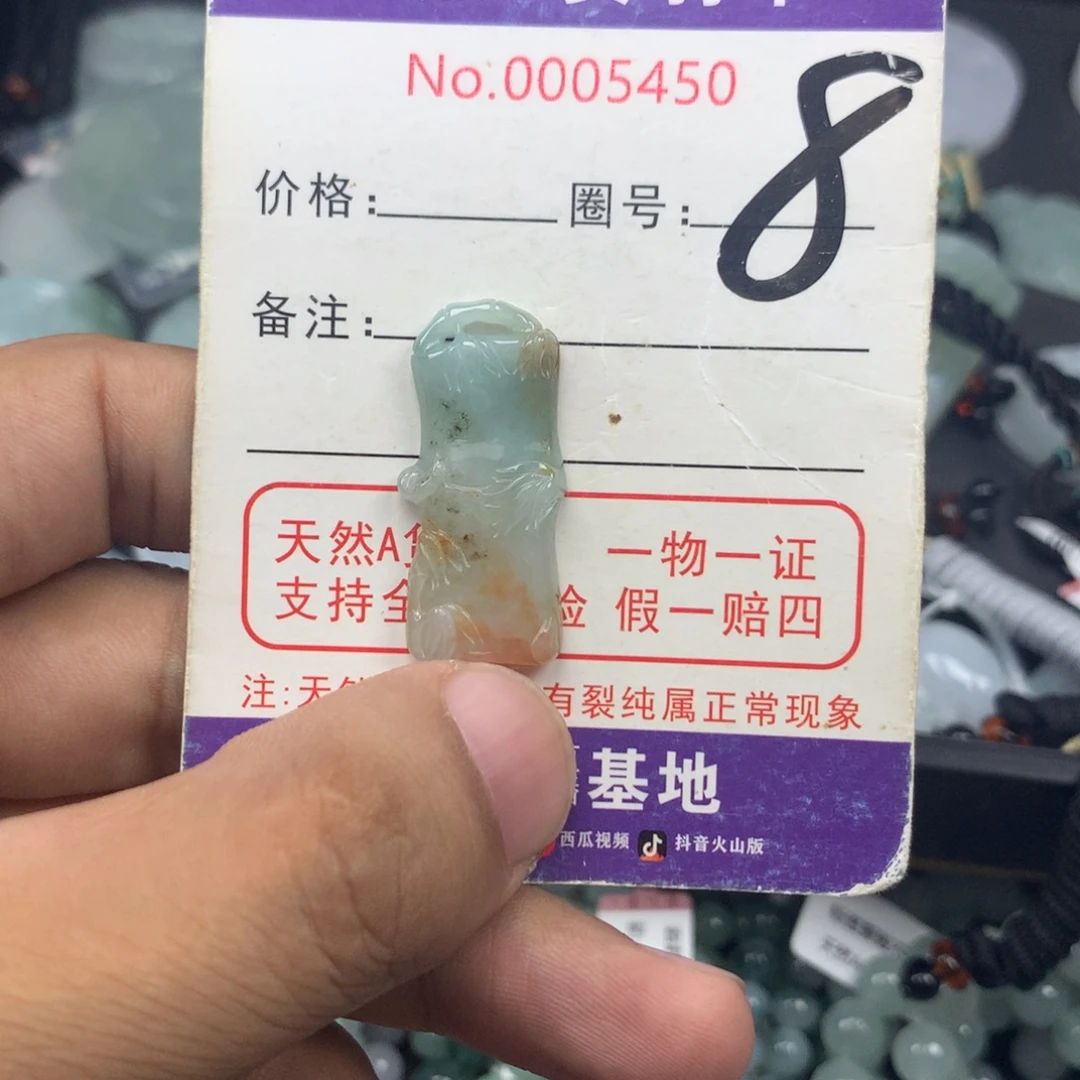 No.0005450
8
价格: 圈号:
备注:
天然A货 一物一证
支持全 检 假一赔四
注:天然 有裂纯属正常现象
基地
西瓜视频 抖音火山版